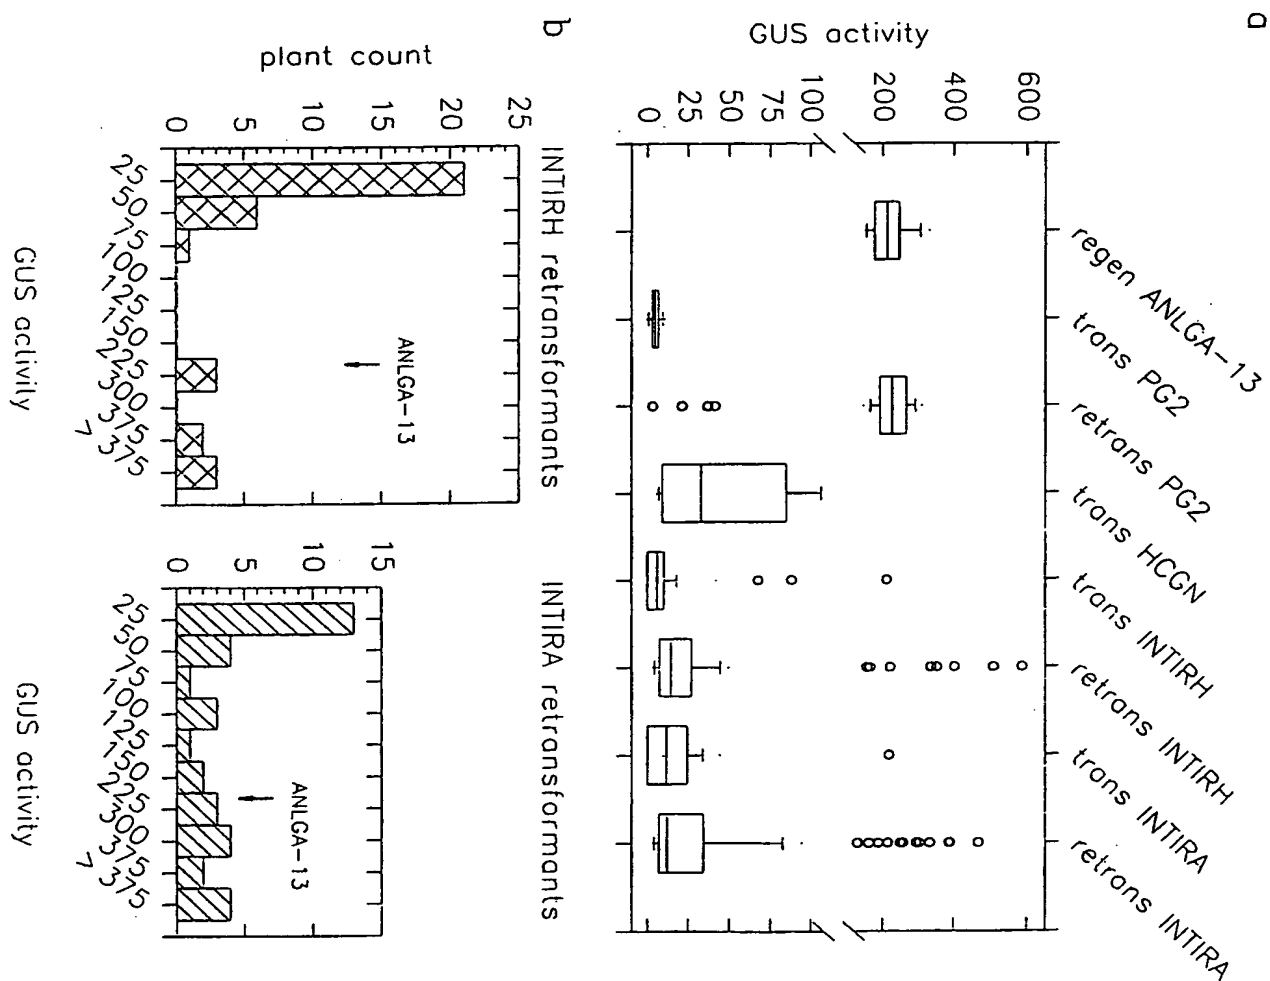 a
GUS activity
600
400
200
100
75
50
25
0
regen ANLGA-13
trans PG2
retrans PG2
trans HCGN
trans INTIRH
retrans INTIRH
trans INTIRA
retrans INTIRA
b
plant count
INTIRH retransformants
25
20
15
10
5
0
ANLGA-13
25
50
75
100
125
150
225
300
375
>375
GUS activity
INTIRA retransformants
15
10
5
0
ANLGA-13
25
50
75
100
125
150
225
300
375
>375
GUS activity